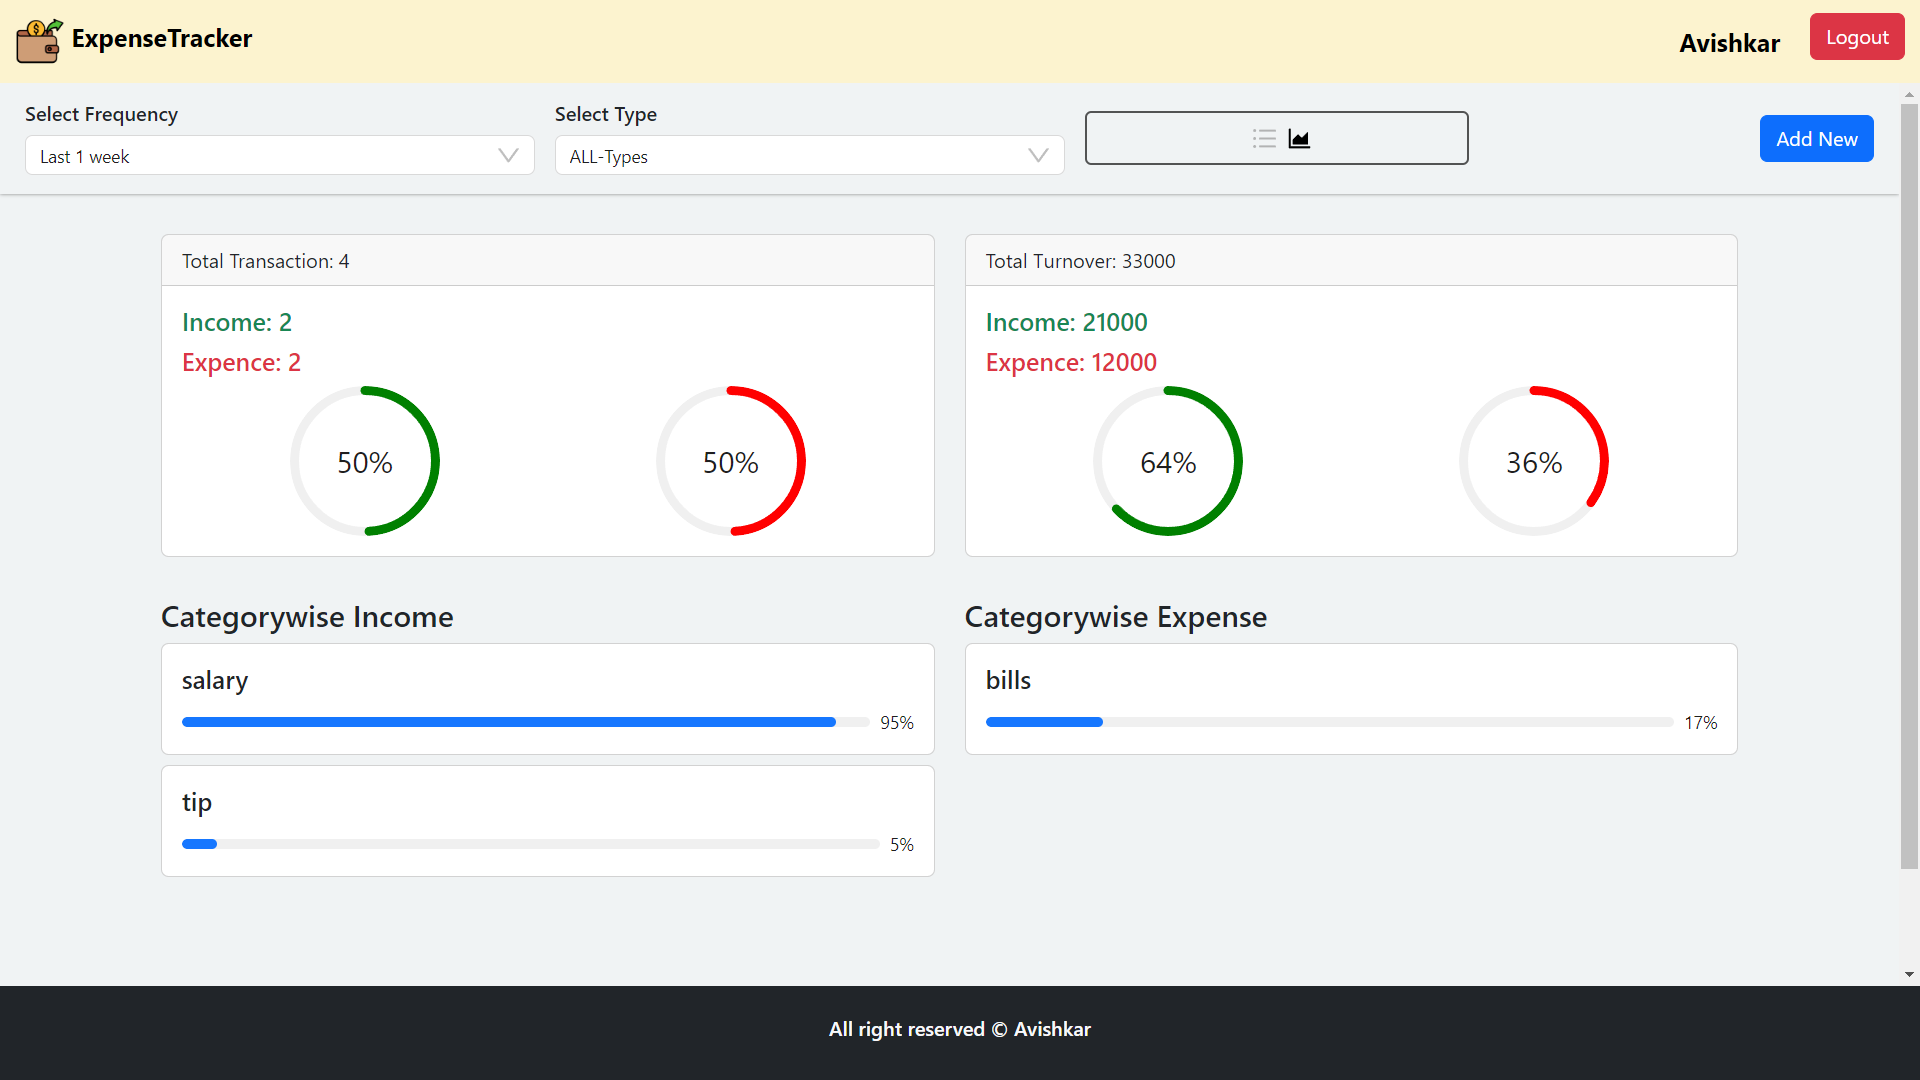 ExpenseTracker
Avishkar
Logout
Select Frequency
Last 1 week
Select Type
ALL-Types
Add New
Total Transaction: 4
Income: 2
Expence: 2
50%
50%
Total Turnover: 33000
Income: 21000
Expence: 12000
64%
36%
Categorywise Income
salary
95%
tip
5%
Categorywise Expense
bills
17%
All right reserved © Avishkar